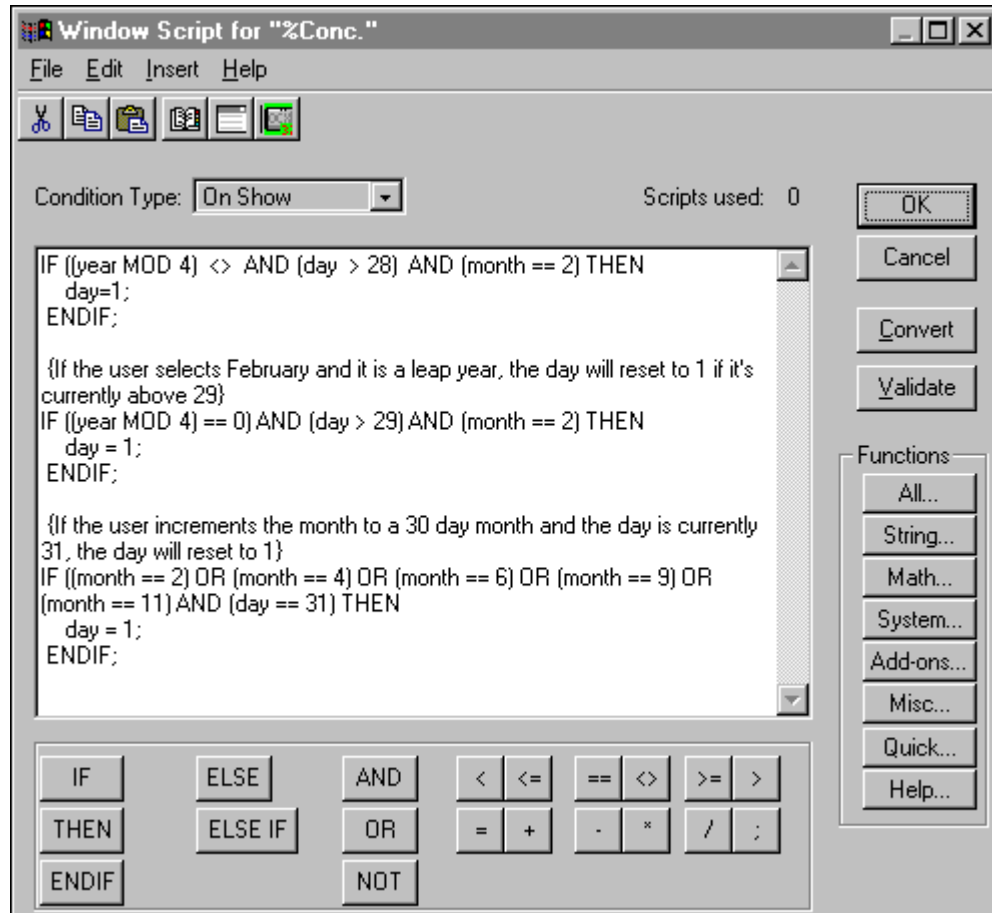 Window Script for "%Conc."
File Edit Insert Help
Condition Type: On Show Scripts used: 0
OK
Cancel
Convert
Validate
IF ((year MOD 4) <> AND (day > 28) AND (month == 2) THEN
day=1;
ENDIF;
{If the user selects February and it is a leap year, the day will reset to 1 if it's
currently above 29}
IF ((year MOD 4) == 0) AND (day > 29) AND (month == 2) THEN
day = 1;
ENDIF;
{If the user increments the month to a 30 day month and the day is currently
31, the day will reset to 1}
IF ((month == 2) OR (month == 4) OR (month == 6) OR (month == 9) OR
(month == 11) AND (day == 31) THEN
day = 1;
ENDIF;
Functions
All...
String...
Math...
System...
Add-ons...
Misc...
Quick...
Help...
IF ELSE AND < <= == <> >= >
THEN ELSE IF OR = + - * / ;
ENDIF NOT